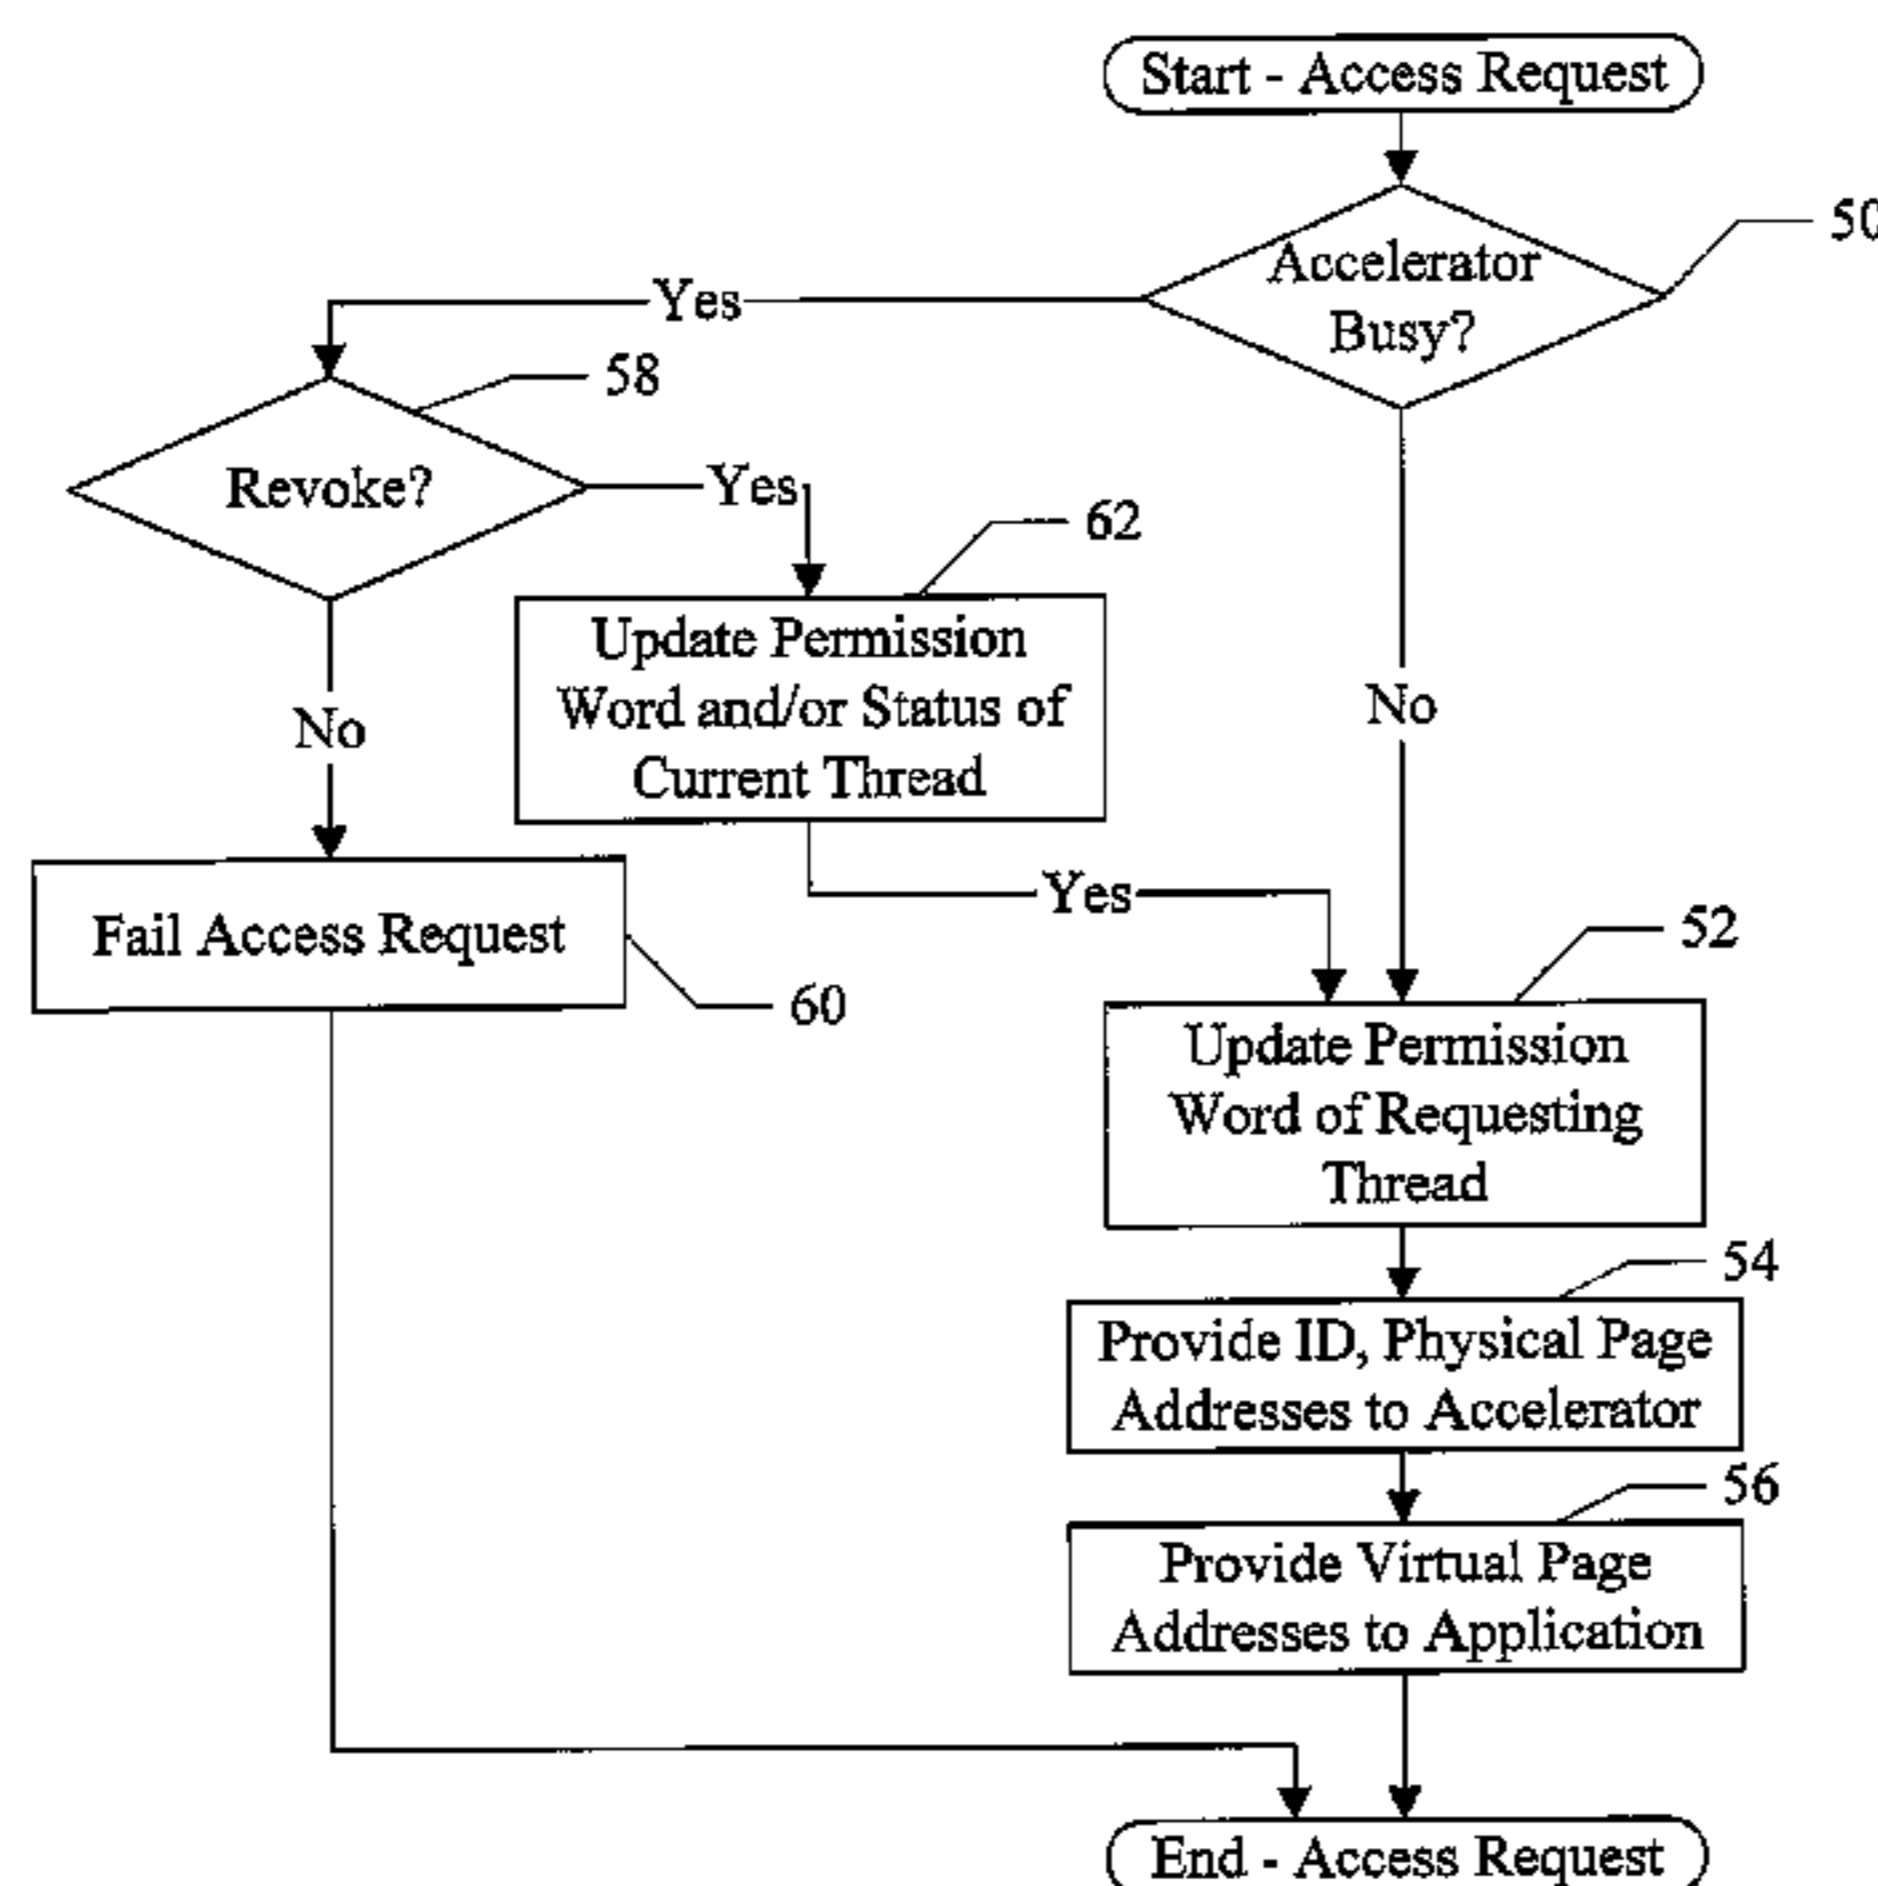 Start - Access Request
50
Accelerator
Busy?
Yes
58
Revoke?
Yes
62
Update Permission
Word and/or Status of
Current Thread
No
No
Yes
Fail Access Request
60
52
Update Permission
Word of Requesting
Thread
54
Provide ID, Physical Page
Addresses to Accelerator
56
Provide Virtual Page
Addresses to Application
End - Access Request